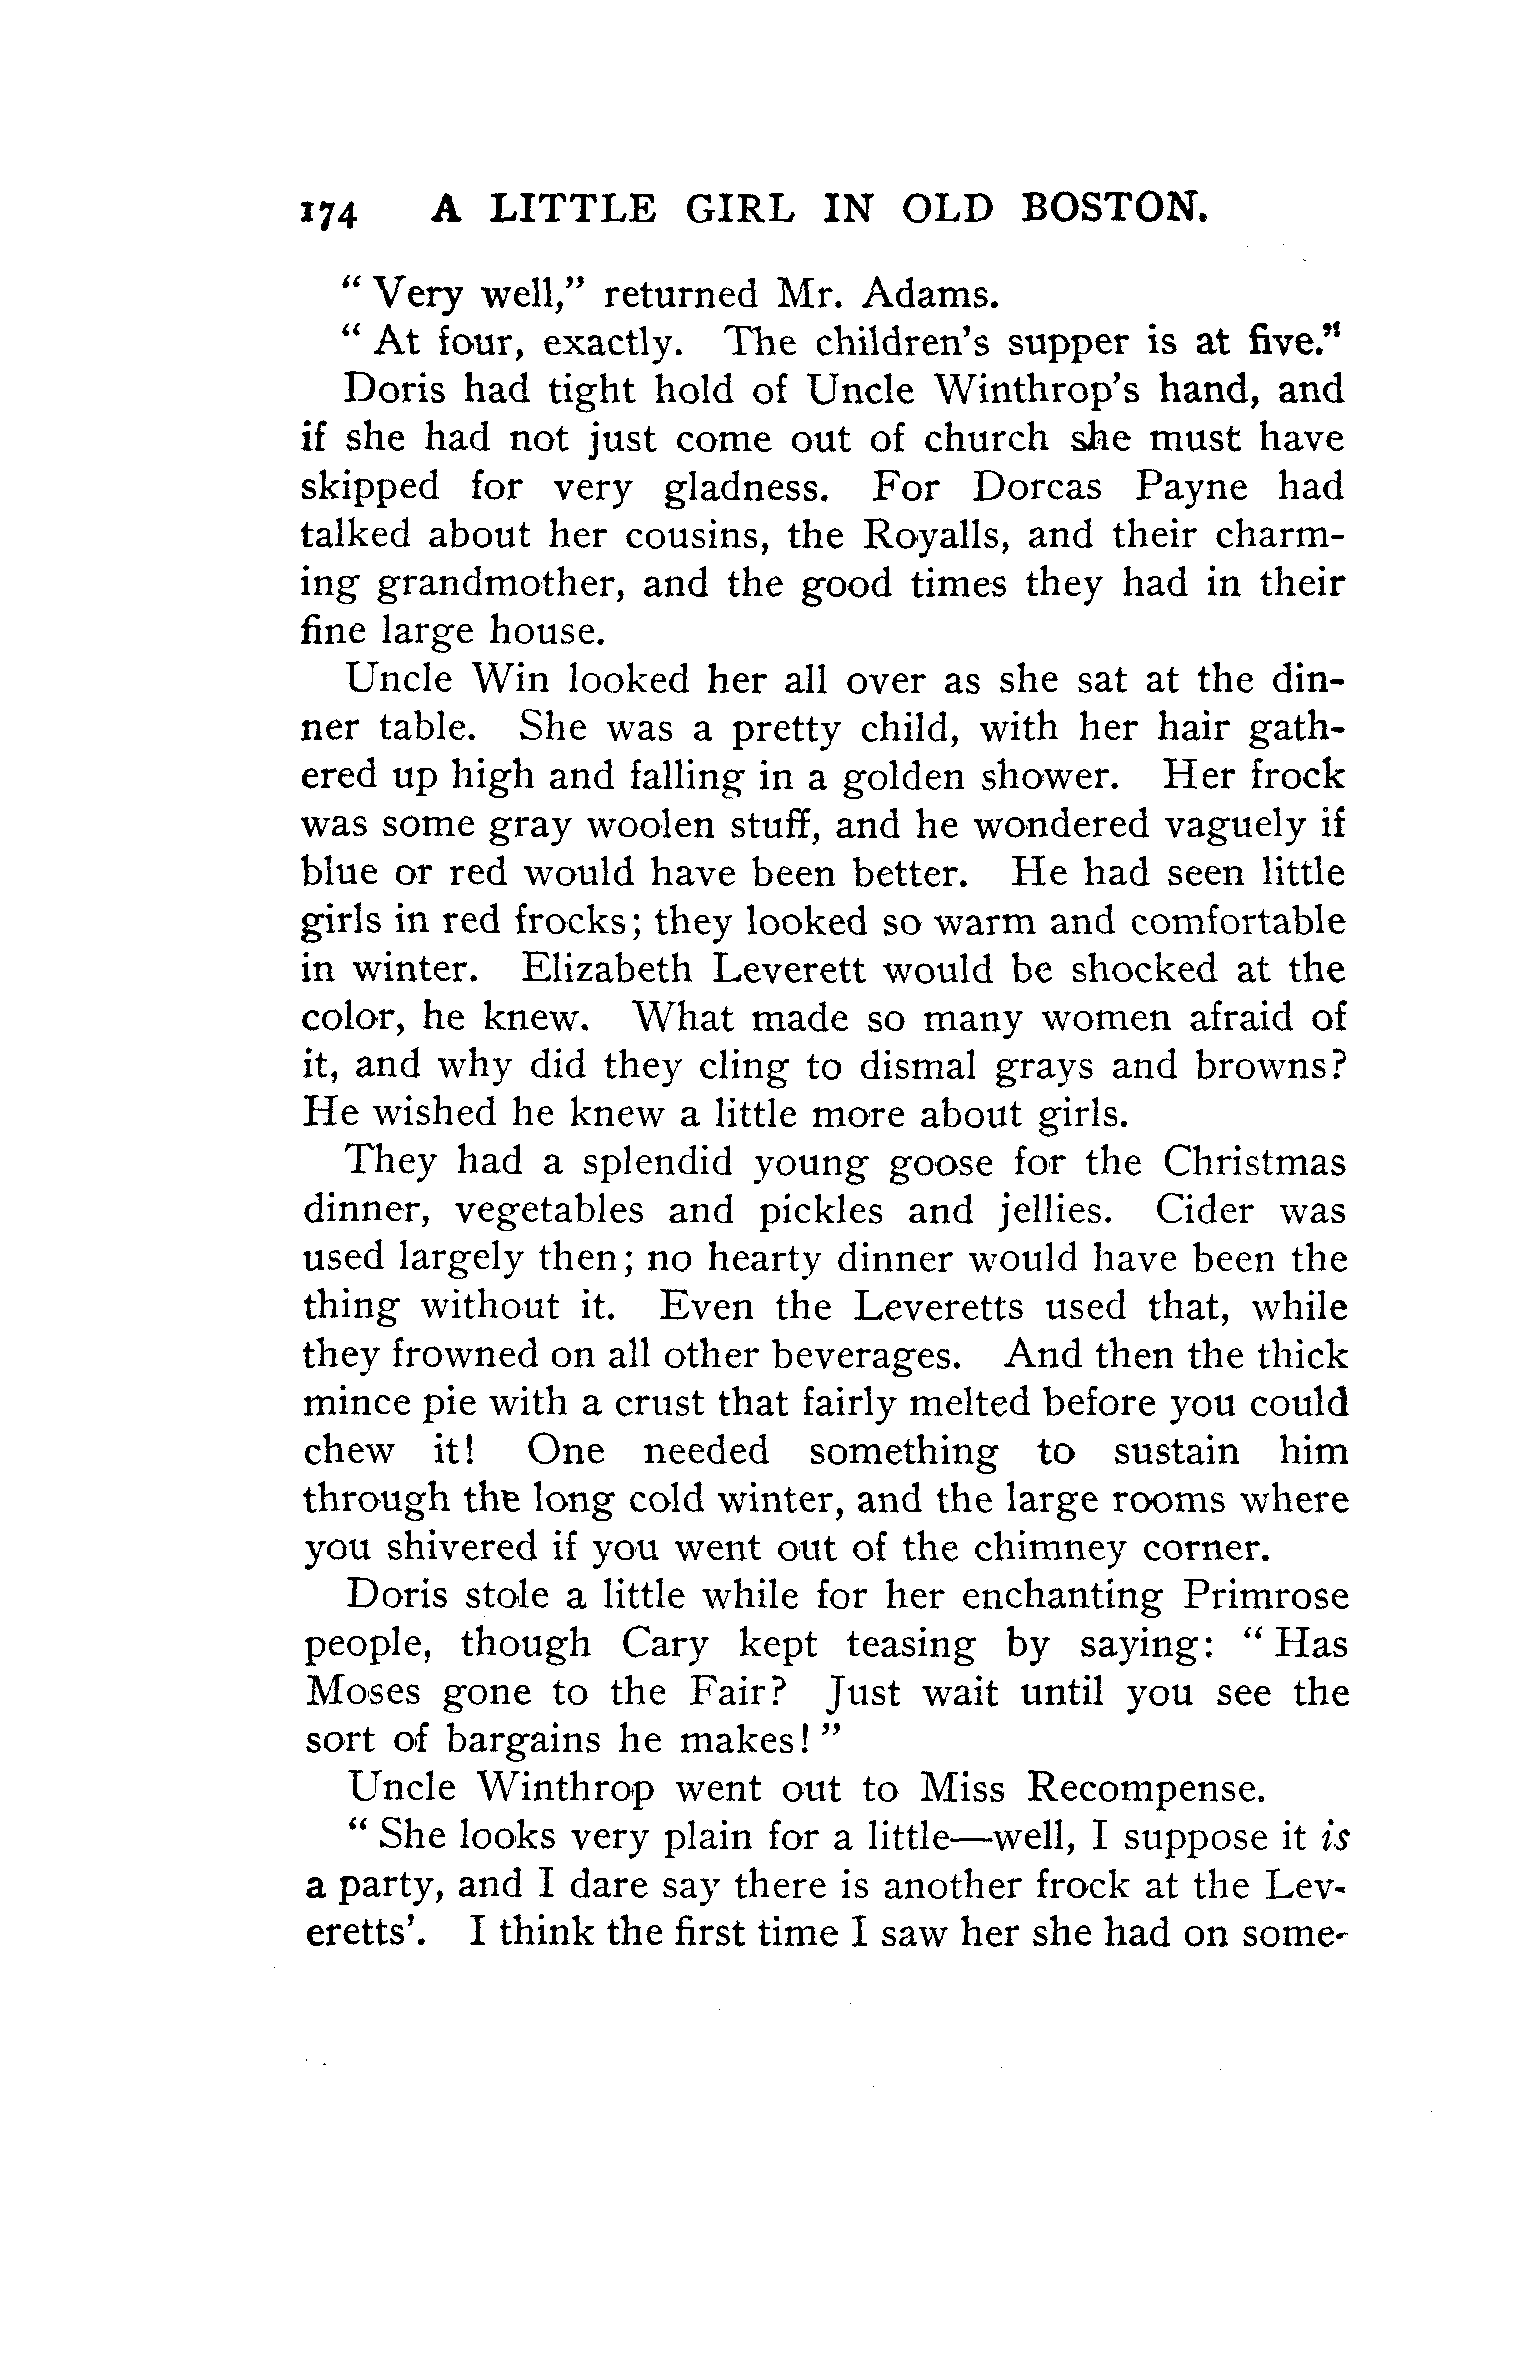 174 A LITTLE GIRL IN OLD BOSTON.
“ Very well,” returned Mr. Adams.
“ At four, exactly. The children’s supper is at five.”
Doris had tight hold of Uncle Winthrop’s hand, and
if she had not just come out of church she must have
skipped for very gladness. For Dorcas Payne had
talked about her cousins, the Royalls, and their charm-
ing grandmother, and the good times they had in their
fine large house.
Uncle Win looked her all over as she sat at the din-
ner table. She was a pretty child, with her hair gath-
ered up high and falling in a golden shower. Her frock
was some gray woolen stuff, and he wondered vaguely if
blue or red would have been better. He had seen little
girls in red frocks; they looked so warm and comfortable
in winter. Elizabeth Leverett would be shocked at the
color, he knew. What made so many women afraid of
it, and why did they cling to dismal grays and browns?
He wished he knew a little more about girls.
They had a splendid young goose for the Christmas
dinner, vegetables and pickles and jellies. Cider was
used largely then; no hearty dinner would have been the
thing without it. Even the Leveretts used that, while
they frowned on all other beverages. And then the thick
mince pie with a crust that fairly melted before you could
chew it! One needed something to sustain him
through the long cold winter, and the large rooms where
you shivered if you went out of the chimney corner.
Doris stole a little while for her enchanting Primrose
people, though Cary kept teasing by saying: “ Has
Moses gone to the Fair? Just wait until you see the
sort of bargains he makes! ”
Uncle Winthrop went out to Miss Recompense.
“ She looks very plain for a little—well, I suppose it is
a party, and I dare say there is another frock at the Lev-
eretts’. I think the first time I saw her she had on some-